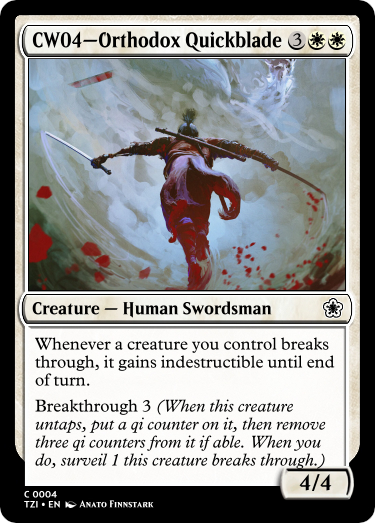 CW04—Orthodox Quickblade 3
Creature — Human Swordsman
Whenever a creature you control breaks
through, it gains indestructible until end
of turn.
Breakthrough 3 (When this creature
untaps, put a qi counter on it, then remove
three qi counters from it if able. When you
do, surveil 1 this creature breaks through.)
4/4
C 0004
TZI • EN ANATO FINNSTARK